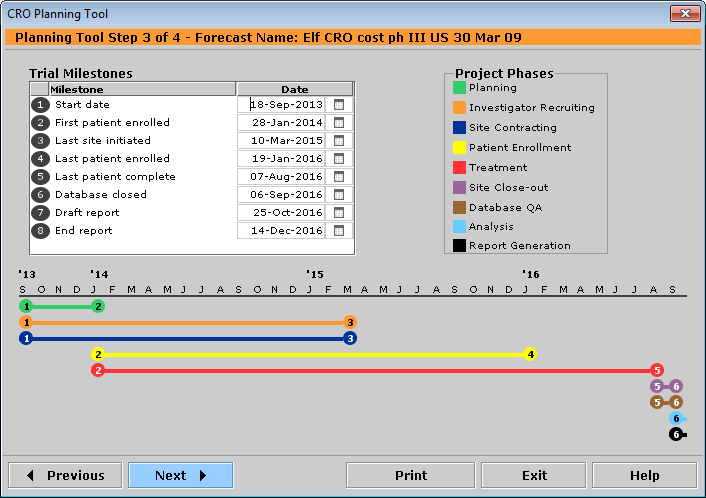 CRO Planning Tool
Planning Tool Step 3 of 4 - Forecast Name: Elf CRO cost ph III US 30 Mar 09
Trial Milestones
Milestone Date
1 Start date 18-Sep-2013
2 First patient enrolled 28-Jan-2014
3 Last site initiated 10-Mar-2015
4 Last patient enrolled 19-Jan-2016
5 Last patient complete 07-Aug-2016
6 Database closed 06-Sep-2016
7 Draft report 25-Oct-2016
8 End report 14-Dec-2016
Project Phases
Planning
Investigator Recruiting
Site Contracting
Patient Enrollment
Treatment
Site Close-out
Database QA
Analysis
Report Generation
'13 '14 '15 '16
S O N D J F M A M J J A S O N D J F M A M J J A S O N D J F M A M J J A S
1 2
1 3
1 3
2 4
2 5
5 6
5 6
6
6
Previous Next Print Exit Help